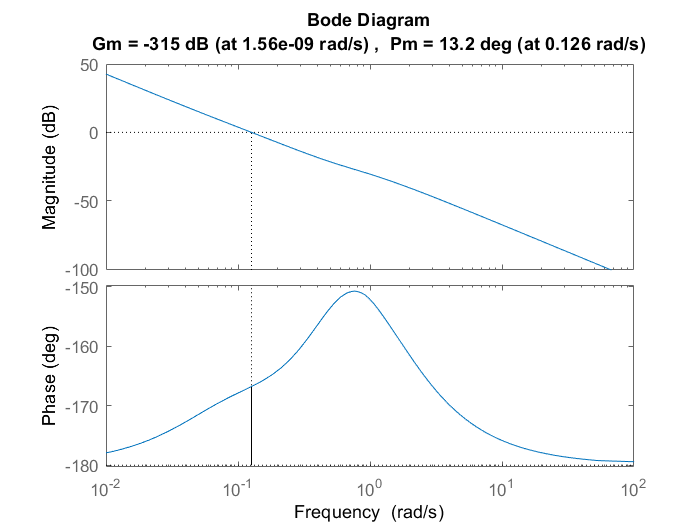 Bode Diagram
Gm = -315 dB (at 1.56e-09 rad/s) , Pm = 13.2 deg (at 0.126 rad/s)
50
0
-50
-100
Magnitude (dB)
-150
-160
-170
-180
Phase (deg)
10^-2 10^-1 10^0 10^1 10^2
Frequency (rad/s)